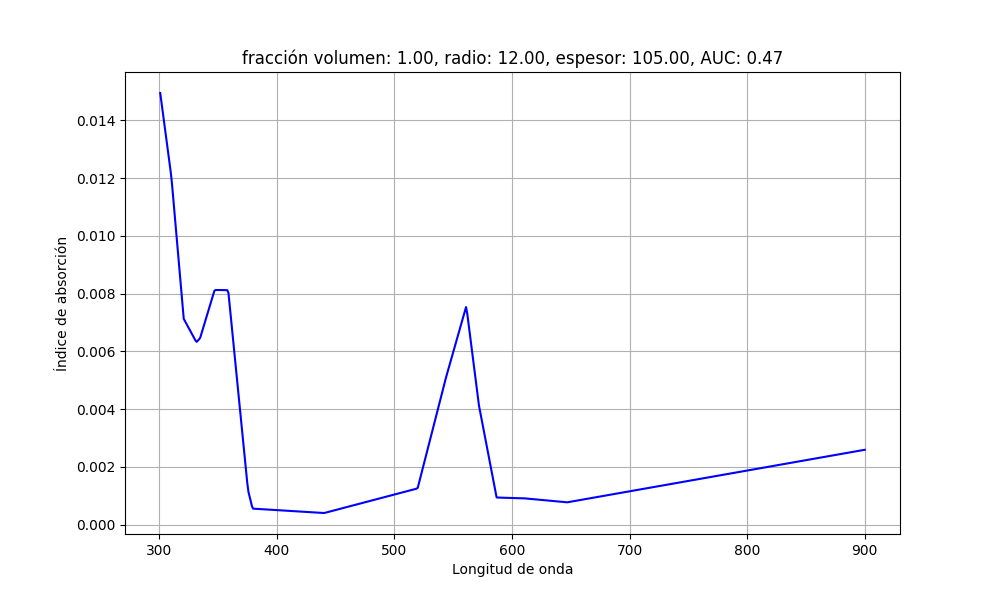 fracción volumen: 1.00, radio: 12.00, espesor: 105.00, AUC: 0.47
Índice de absorción
0.014
0.012
0.010
0.008
0.006
0.004
0.002
0.000
300 400 500 600 700 800 900
Longitud de onda